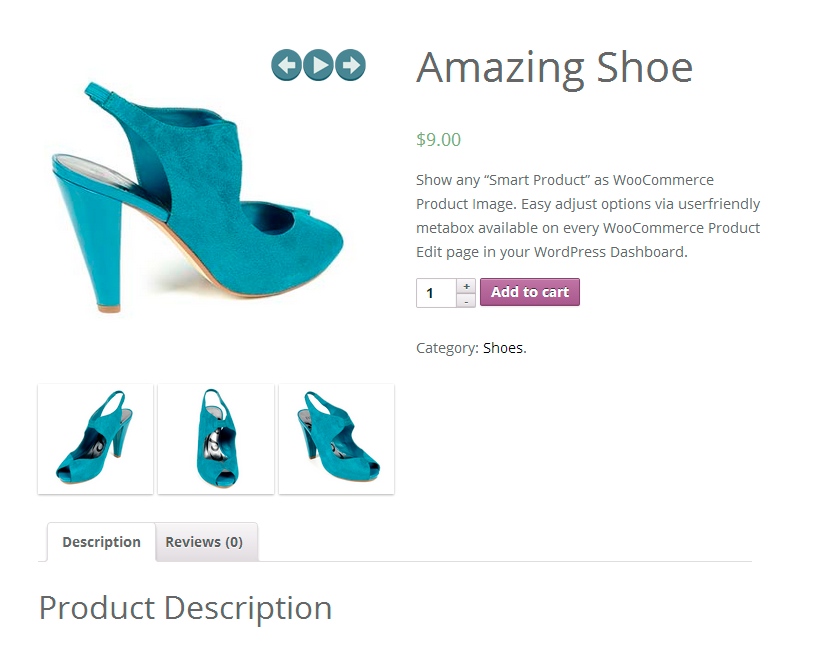 Amazing Shoe
$9.00
Show any “Smart Product” as WooCommerce
Product Image. Easy adjust options via userfriendly
metabox available on every WooCommerce Product
Edit page in your WordPress Dashboard.
1 + -
Add to cart
Category: Shoes.
Description
Reviews (0)
Product Description